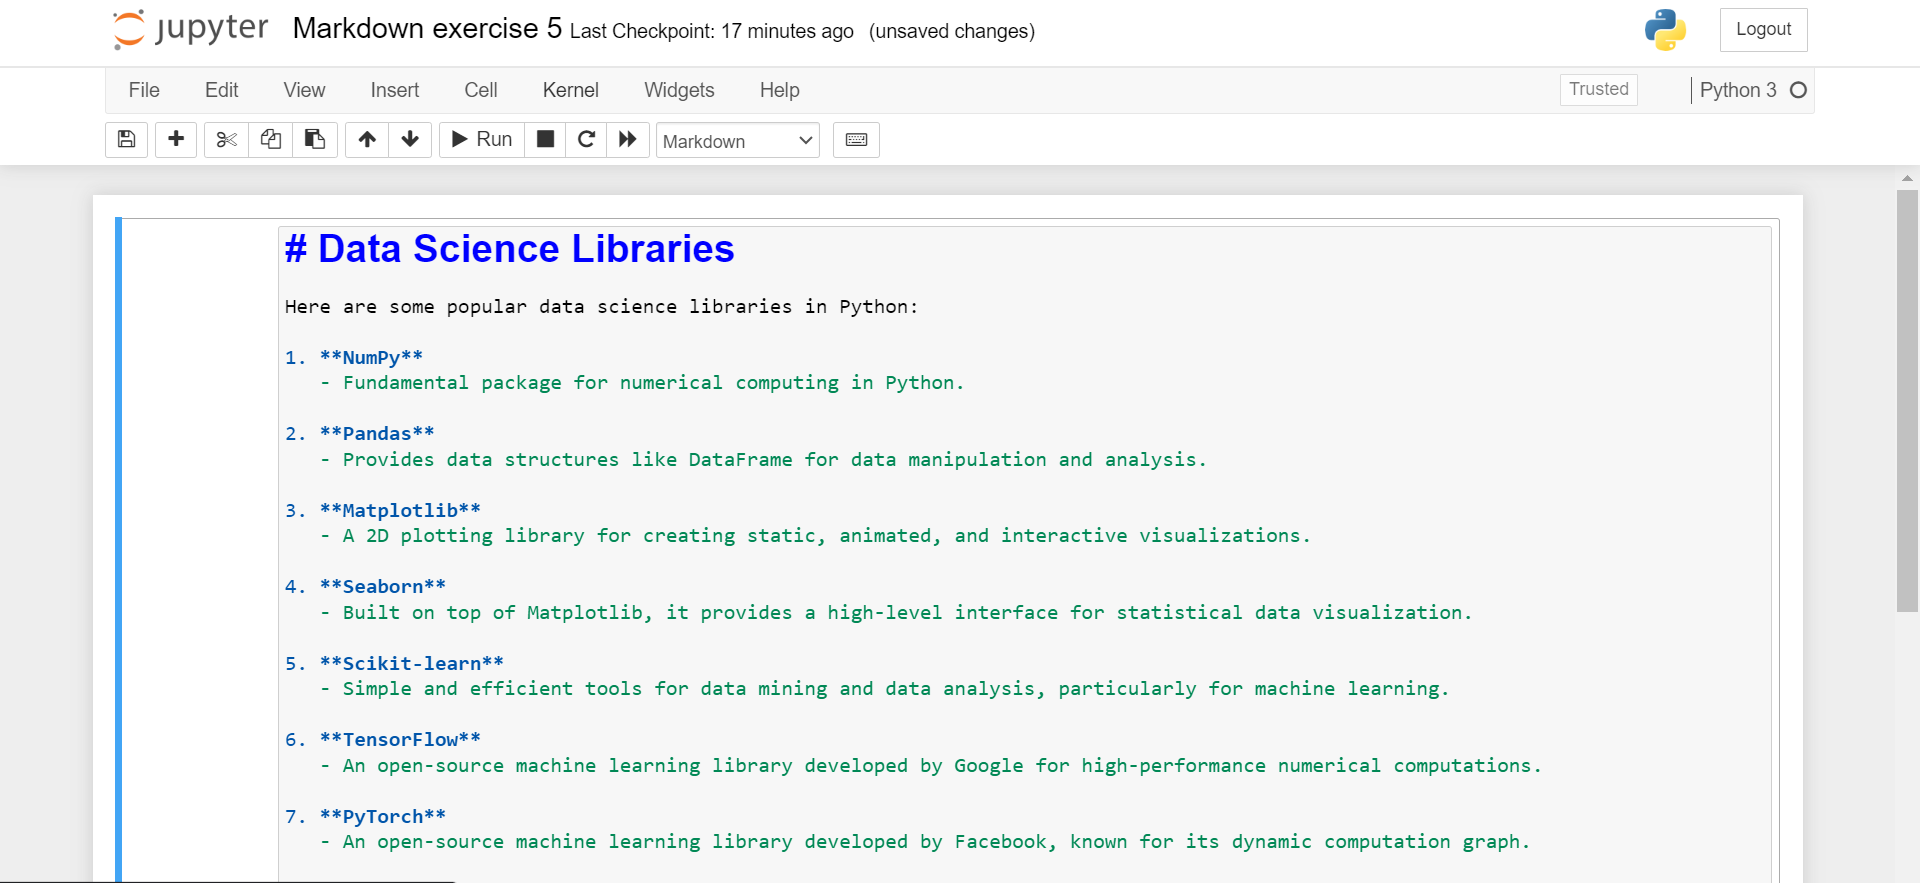 jupyter Markdown exercise 5 Last Checkpoint: 17 minutes ago (unsaved changes) Logout
File Edit View Insert Cell Kernel Widgets Help Trusted Python 3
Run Markdown
# Data Science Libraries
Here are some popular data science libraries in Python:
1. **NumPy**
- Fundamental package for numerical computing in Python.
2. **Pandas**
- Provides data structures like DataFrame for data manipulation and analysis.
3. **Matplotlib**
- A 2D plotting library for creating static, animated, and interactive visualizations.
4. **Seaborn**
- Built on top of Matplotlib, it provides a high-level interface for statistical data visualization.
5. **Scikit-learn**
- Simple and efficient tools for data mining and data analysis, particularly for machine learning.
6. **TensorFlow**
- An open-source machine learning library developed by Google for high-performance numerical computations.
7. **PyTorch**
- An open-source machine learning library developed by Facebook, known for its dynamic computation graph.